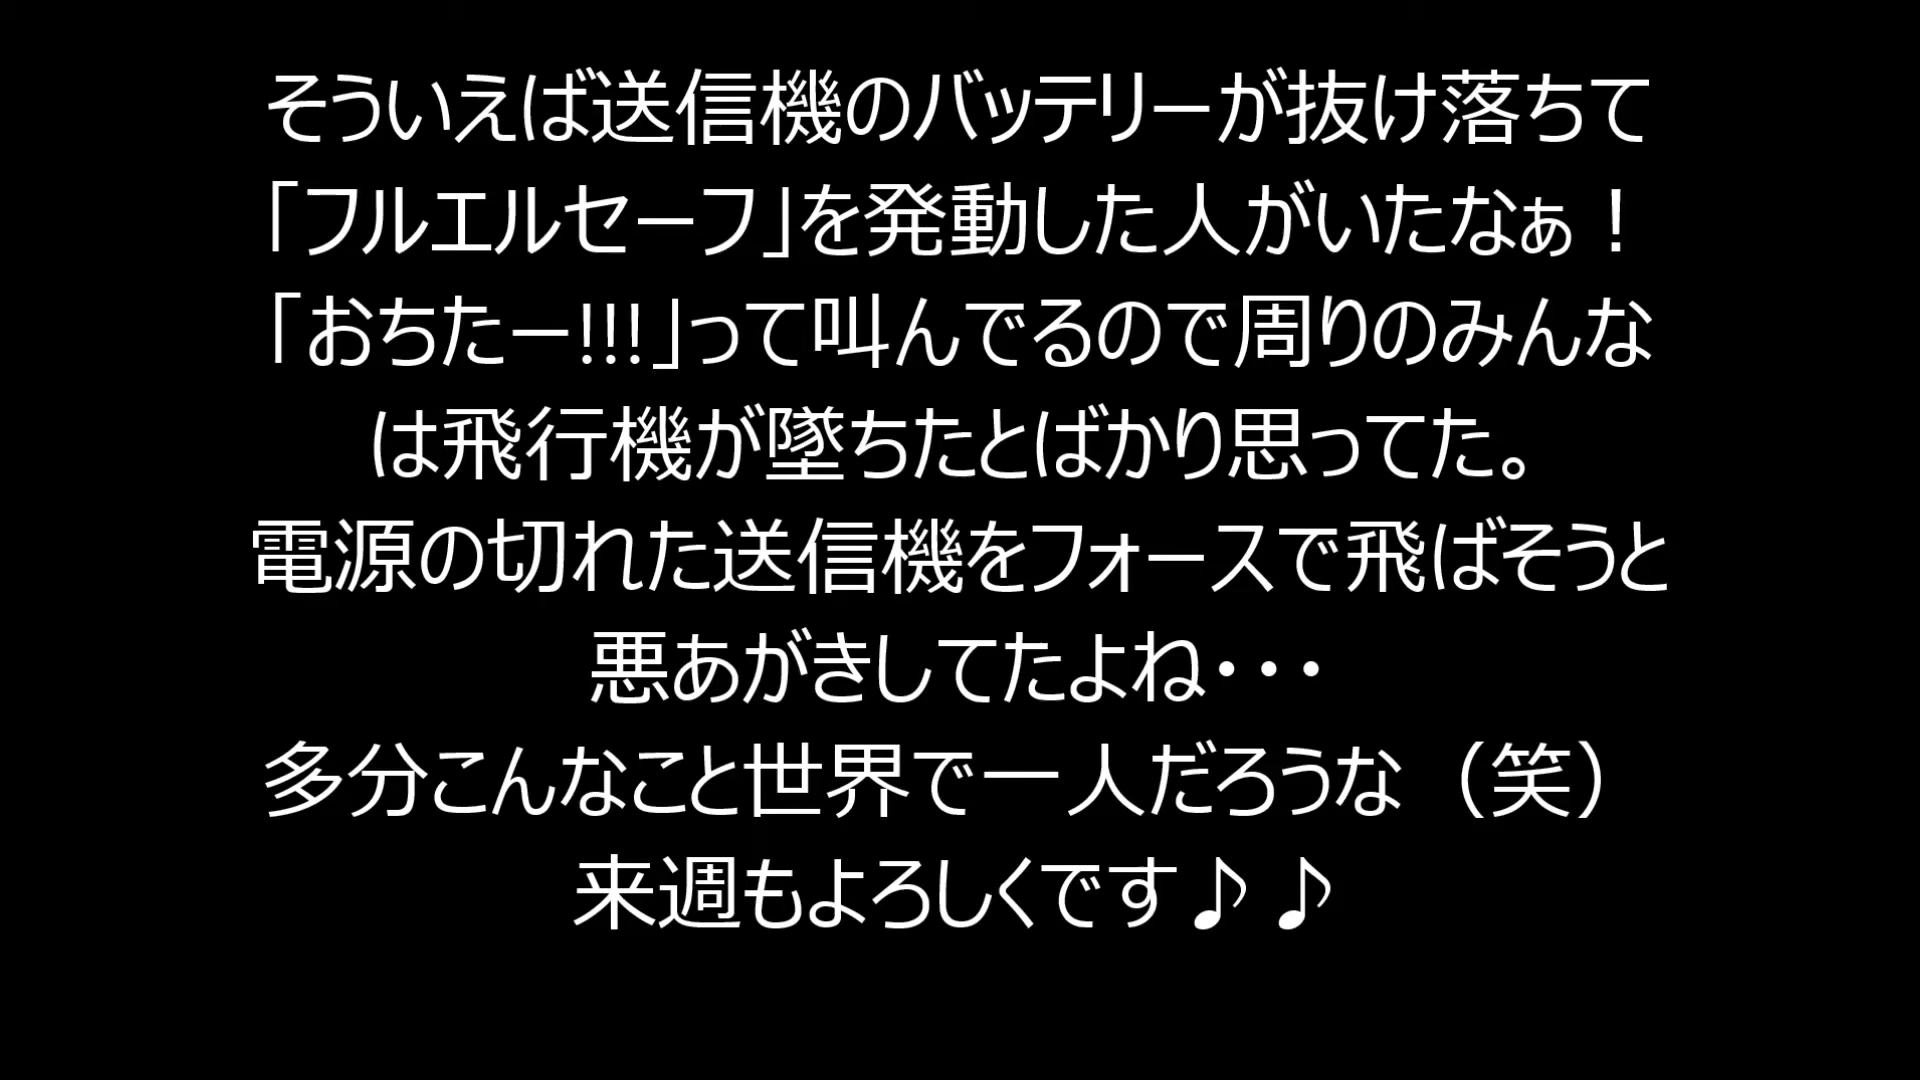 そういえば送信機のバッテリーが抜け落ちて
「フルエルセーフ」を発動した人がいたなぁ！
「おちたー!!!」って叫んでるので周りのみんな
は飛行機が墜ちたとばかり思ってた。
電源の切れた送信機をフォースで飛ばそうと
悪あがきしてたよね・・・
多分こんなこと世界で一人だろうな（笑）
来週もよろしくです♪♪